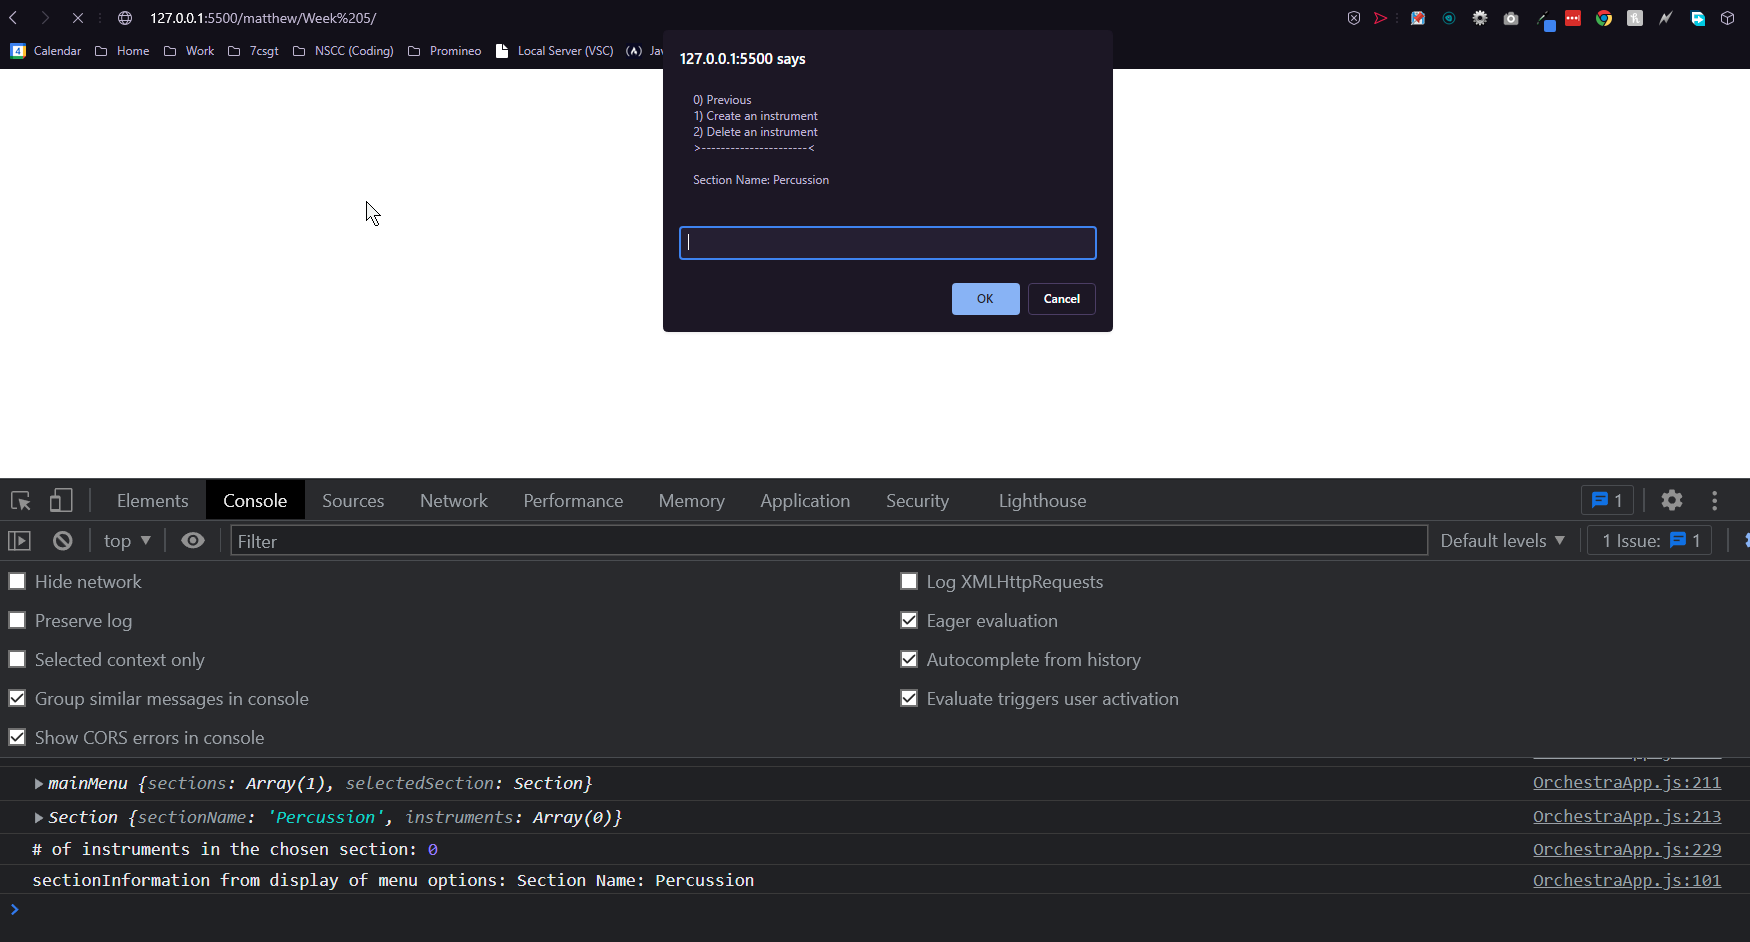 127.0.0.1:5500/matthew/Week%205/
4 Calendar Home Work 7csgt NSCC (Coding) Promineo Local Server (VSC)
127.0.0.1:5500 says
0) Previous
1) Create an instrument
2) Delete an instrument
>-----------------------<
Section Name: Percussion
OK Cancel
Elements Console Sources Network Performance Memory Application Security Lighthouse 1
top Filter Default levels 1 Issue: 1
Hide network Log XMLHttpRequests
Preserve log Eager evaluation
Selected context only Autocomplete from history
Group similar messages in console Evaluate triggers user activation
Show CORS errors in console
mainMenu {sections: Array(1), selectedSection: Section} OrchestraApp.js:211
Section {sectionName: 'Percussion', instruments: Array(0)} OrchestraApp.js:213
# of instruments in the chosen section: 0 OrchestraApp.js:229
sectionInformation from display of menu options: Section Name: Percussion OrchestraApp.js:101